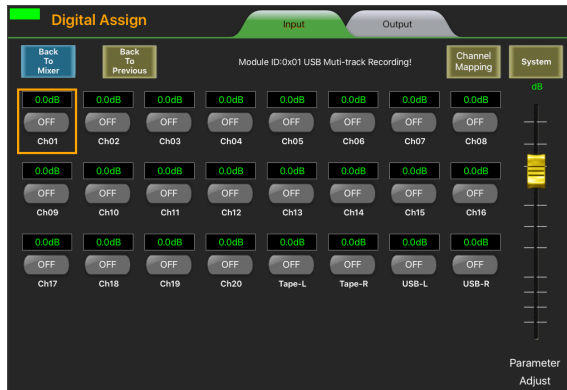 Digital Assign
Input
Output
Back
To
Mixer
Back
To
Previous
Module ID:0x01 USB Muti-track Recording!
Channel
Mapping
System
dB
0.0dB 0.0dB 0.0dB 0.0dB 0.0dB 0.0dB 0.0dB 0.0dB
OFF OFF OFF OFF OFF OFF OFF OFF
Ch01 Ch02 Ch03 Ch04 Ch05 Ch06 Ch07 Ch08
0.0dB 0.0dB 0.0dB 0.0dB 0.0dB 0.0dB 0.0dB 0.0dB
OFF OFF OFF OFF OFF OFF OFF OFF
Ch09 Ch10 Ch11 Ch12 Ch13 Ch14 Ch15 Ch16
0.0dB 0.0dB 0.0dB 0.0dB 0.0dB 0.0dB 0.0dB 0.0dB
OFF OFF OFF OFF OFF OFF OFF OFF
Ch17 Ch18 Ch19 Ch20 Tape-L Tape-R USB-L USB-R
Parameter
Adjust